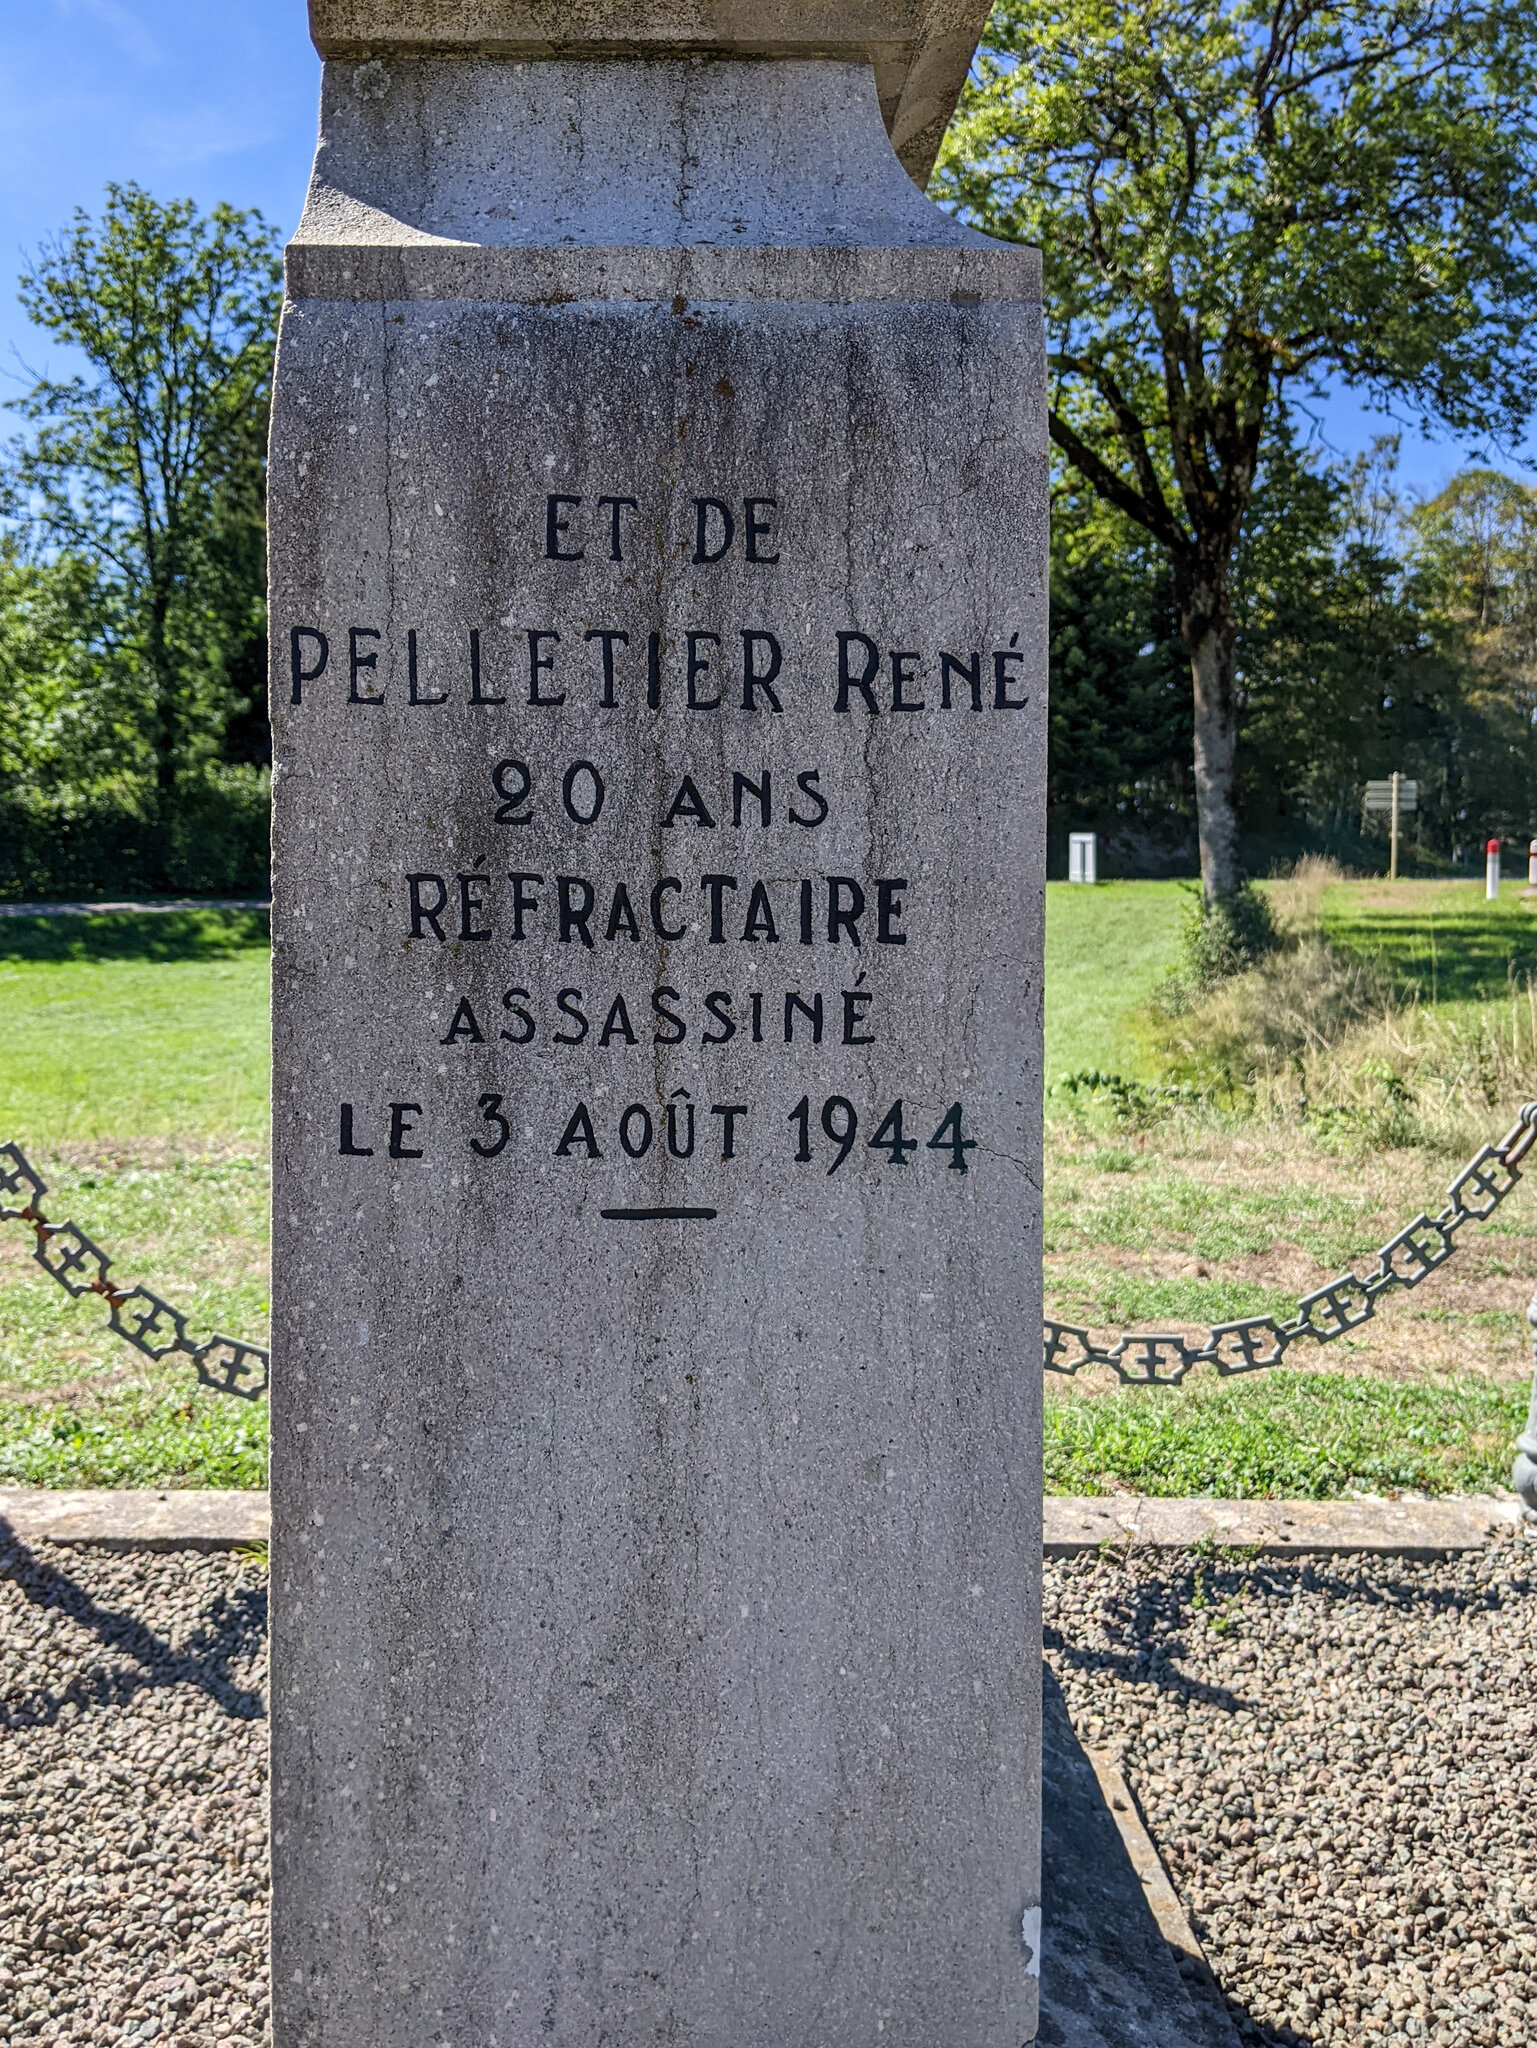 ET DE
PELLETIER RENÉ
20 ANS
RÉFRACTAIRE
ASSASSINÉ
LE 3 AOÛT 1944